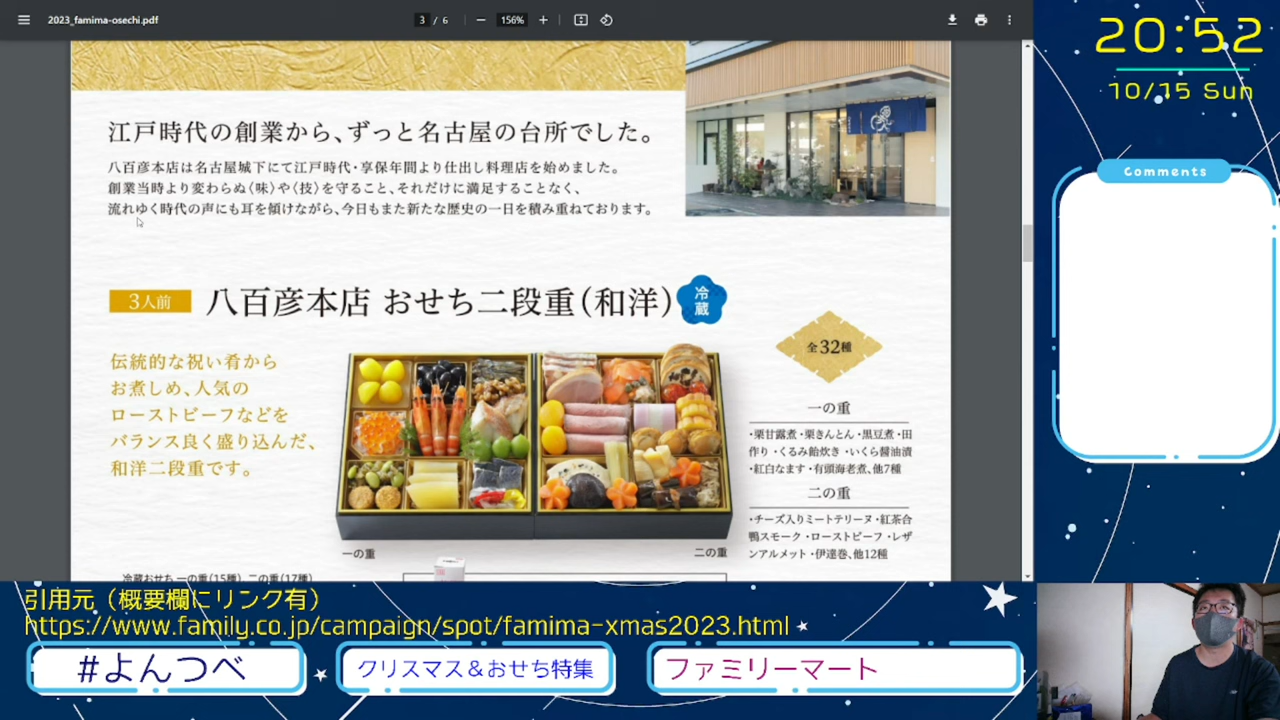 2023_famima-osechi.pdf
3 / 6
156%
20:52
10/15 Sun
Comments
江戸時代の創業から、ずっと名古屋の台所でした。
八百彦本店は名古屋城下にて江戸時代・享保年間より仕出し料理店を始めました。
創業当時より変わらぬ〈味〉や〈技〉を守ること、それだけに満足することなく、
流れゆく時代の声にも耳を傾けながら、今日もまた新たな歴史の一日を積み重ねております。
3人前
八百彦本店 おせち二段重(和洋)
冷蔵
伝統的な祝い肴から
お煮しめ、人気の
ローストビーフなどを
バランス良く盛り込んだ、
和洋二段重です。
全32種
一の重
・栗甘露煮・栗きんとん・黒豆煮・田
作り・くるみ飴炊き・いくら醤油漬
・紅白なます・有頭海老煮、他7種
二の重
・チーズ入りミートテリーヌ・紅茶合
鴨スモーク・ローストビーフ・レザ
ンアルメット・伊達巻、他12種
一の重
二の重
冷蔵おせち 一の重(15種) 二の重(17種)
引用元(概要欄にリンク有)
https://www.family.co.jp/campaign/spot/famima-xmas2023.html
#よんつべ
クリスマス&おせち特集
ファミリーマート